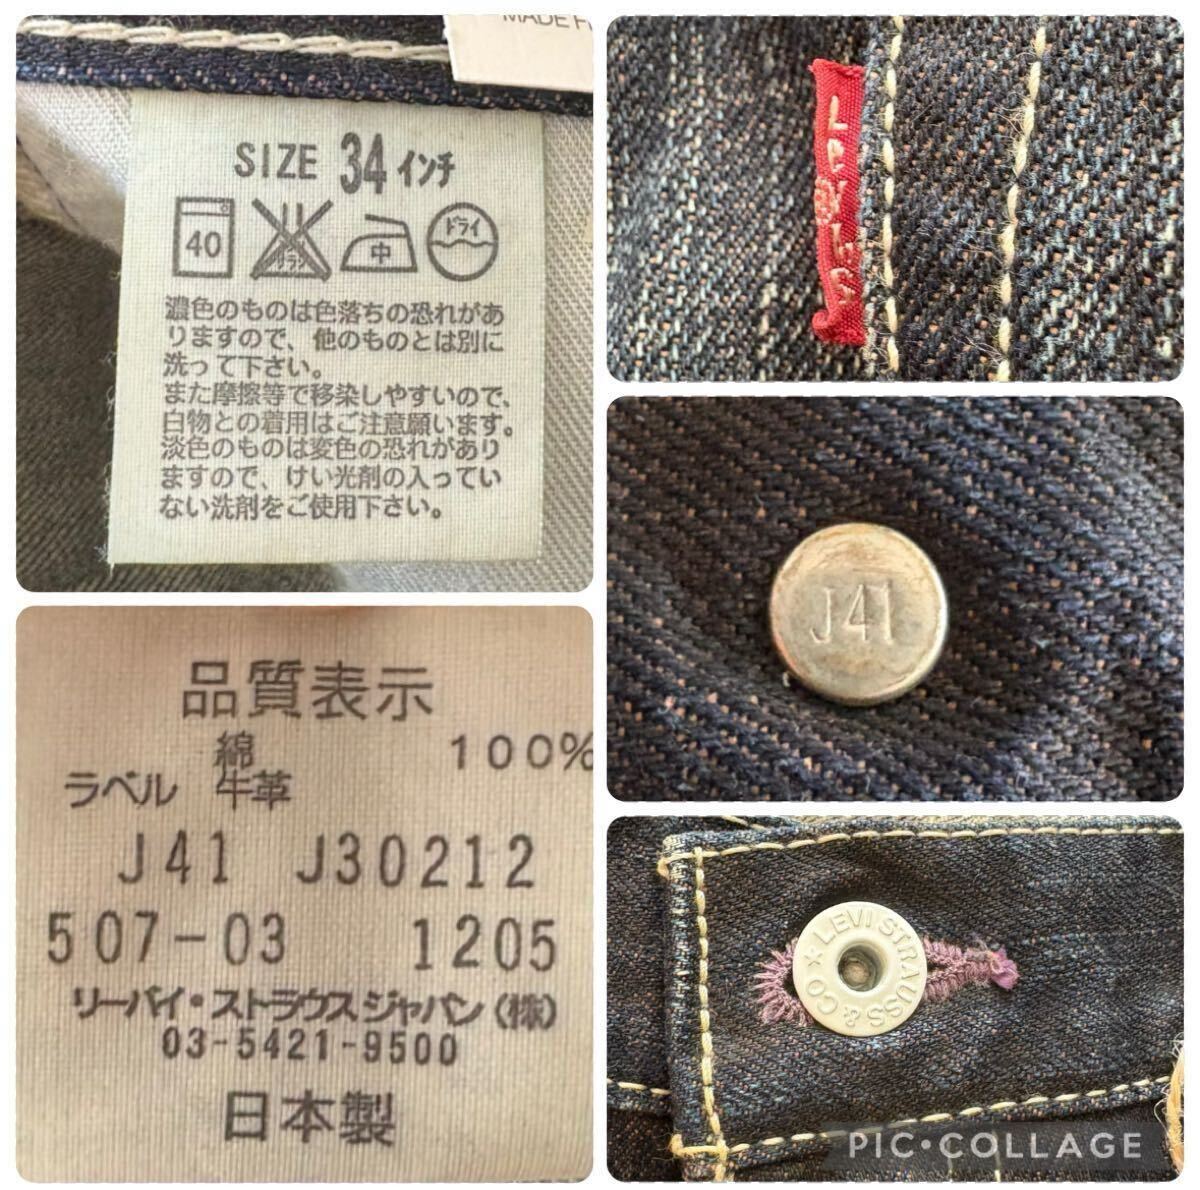 MADE F
SIZE 34 インチ
40
サラシ
中
ドライ
濃色のものは色落ちの恐れがあ
りますので、他のものとは別に
洗って下さい。
また摩擦等で移染しやすいので、
白物との着用はご注意願います。
淡色のものは変色の恐れがあり
ますので、けい光剤の入ってい
ない洗剤をご使用下さい。
LEVI'S
®
J41
品質表示
綿 100%
ラベル 牛革
J41 J30212
507-03 1205
リーバイ・ストラウスジャパン(株)
03-5421-9500
日本製
★ LEVI STRAUSS & CO
PIC•COLLAGE